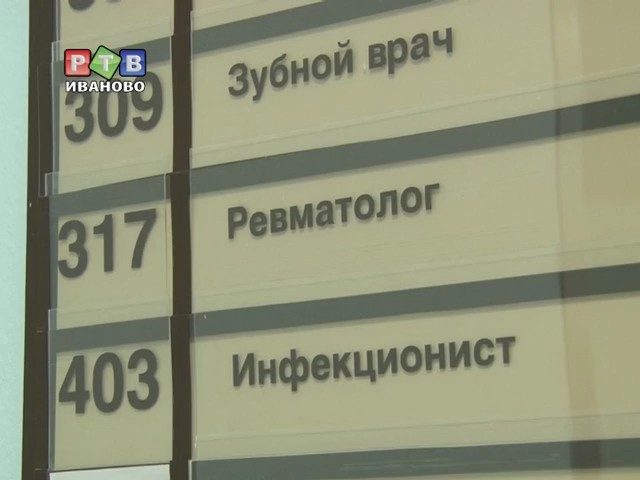 РТВ
ИВАНОВО
309 Зубной врач
317 Ревматолог
403 Инфекционист